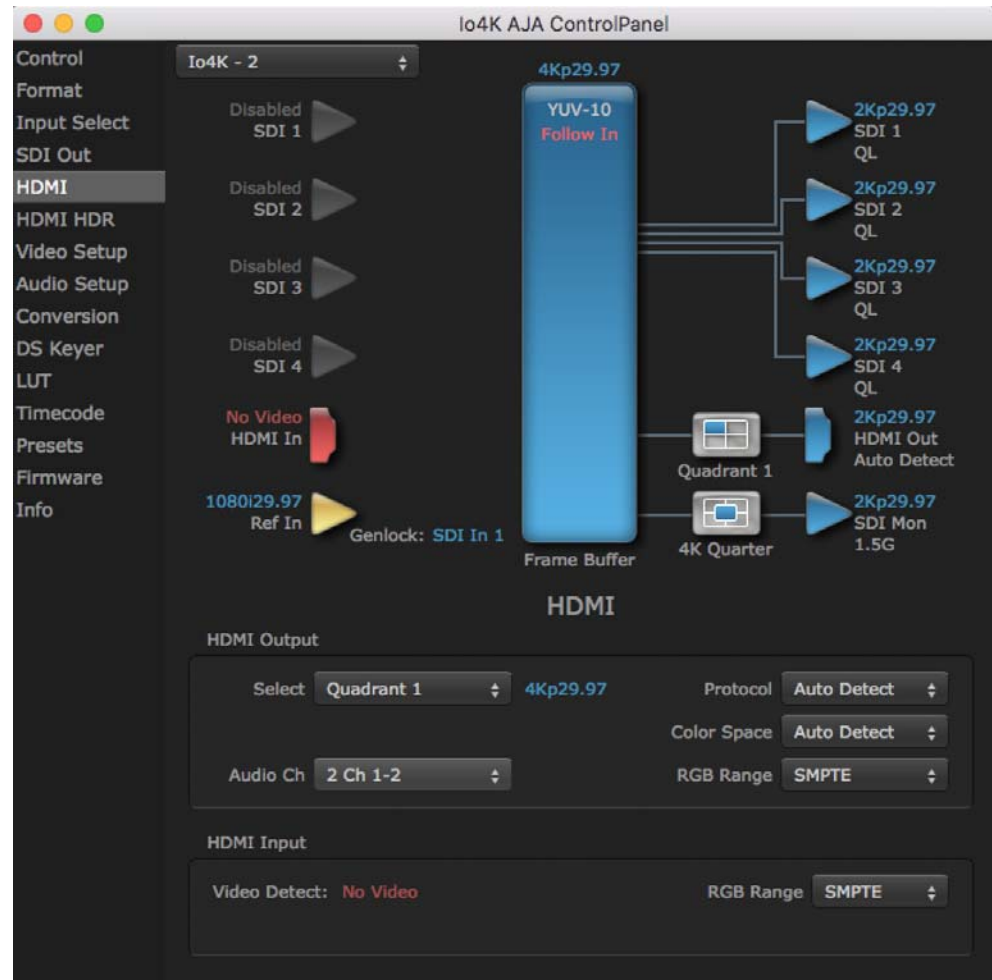 Io4K AJA ControlPanel
Control
Format
Input Select
SDI Out
HDMI
HDMI HDR
Video Setup
Audio Setup
Conversion
DS Keyer
LUT
Timecode
Presets
Firmware
Info
Io4K - 2
Disabled
SDI 1
Disabled
SDI 2
Disabled
SDI 3
Disabled
SDI 4
No Video
HDMI In
1080i29.97
Ref In
Genlock: SDI In 1
4Kp29.97
YUV-10
Follow In
Frame Buffer
Quadrant 1
4K Quarter
2Kp29.97
SDI 1
QL
2Kp29.97
SDI 2
QL
2Kp29.97
SDI 3
QL
2Kp29.97
SDI 4
QL
2Kp29.97
HDMI Out
Auto Detect
2Kp29.97
SDI Mon
1.5G
HDMI
HDMI Output
Select Quadrant 1 4Kp29.97 Protocol Auto Detect
Color Space Auto Detect
Audio Ch 2 Ch 1-2 RGB Range SMPTE
HDMI Input
Video Detect: No Video RGB Range SMPTE